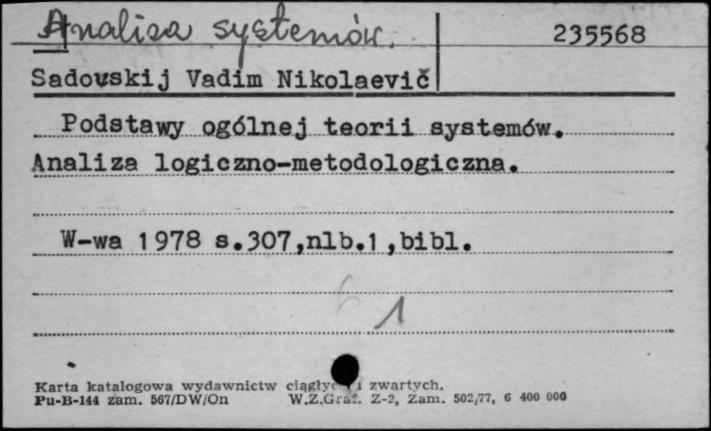 Analiza systemów.
235568
Sadovskij Vadim Nikolaevič
Podstawy ogólnej teorii systemów.
Analiza logiczno-metodologiczna.
W-wa 1978 s.307,nlb.1,bibl.
6 1
Karta katalogowa wydawnictw i zwartych.
Pu-B-144 zam. 567/DW/On W.Z.Graf. Z-2, Zam. 502/77, 6 400 000